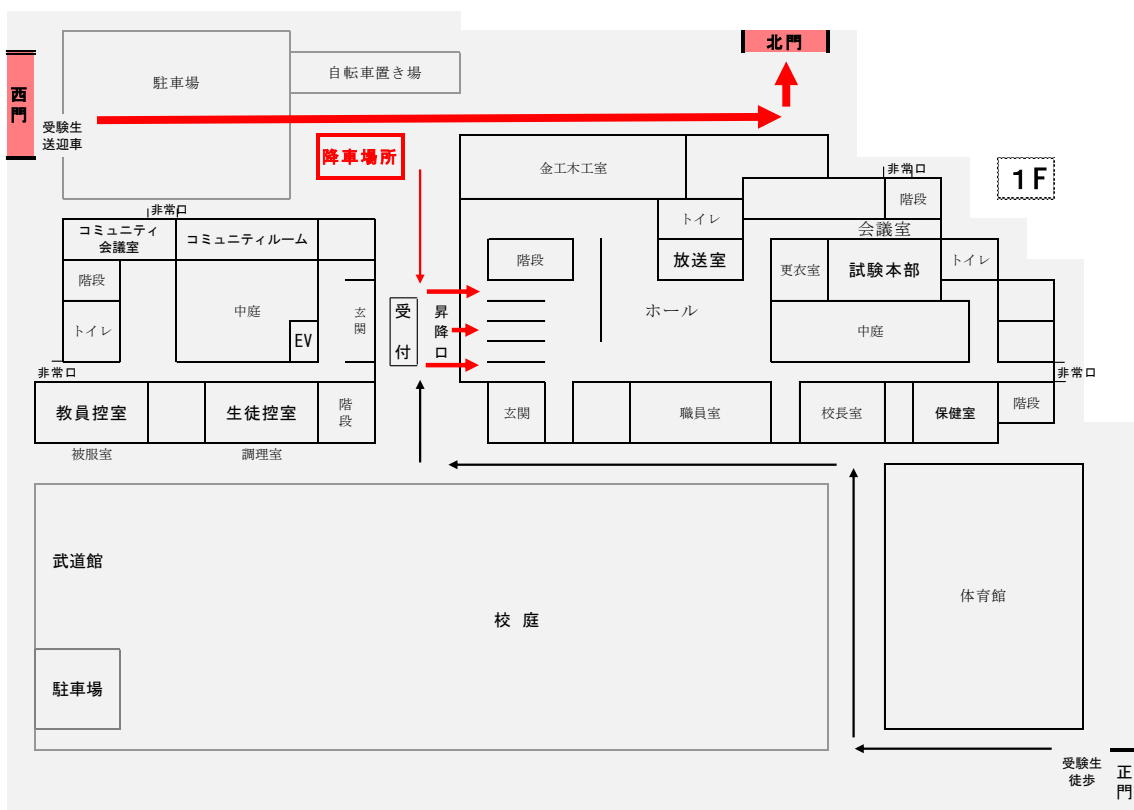 北門
西
門
駐車場
自転車置き場
受験生
送迎車
降車場所
金工木工室
1F
非常口
階段
トイレ
会議室
非常口
コミュニティ
会議室
コミュニティルーム
階段
放送室
更衣室
試験本部
トイレ
階段
中庭
玄
関
受
付
昇
降
口
ホール
中庭
トイレ
EV
非常口
非常口
教員控室
生徒控室
階
段
玄関
職員室
校長室
保健室
階段
被服室
調理室
武道館
校 庭
体育館
駐車場
受験生
徒歩
正
門